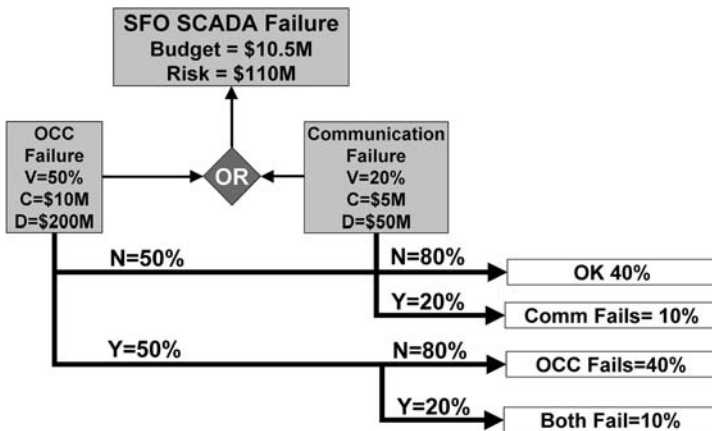 SFO SCADA Failure
Budget = $10.5M
Risk = $110M
OCC
Failure
V=50%
C=$10M
D=$200M
OR
Communication
Failure
V=20%
C=$5M
D=$50M
N=50%
N=80%
OK 40%
Y=20%
Comm Fails= 10%
Y=50%
N=80%
OCC Fails=40%
Y=20%
Both Fail=10%